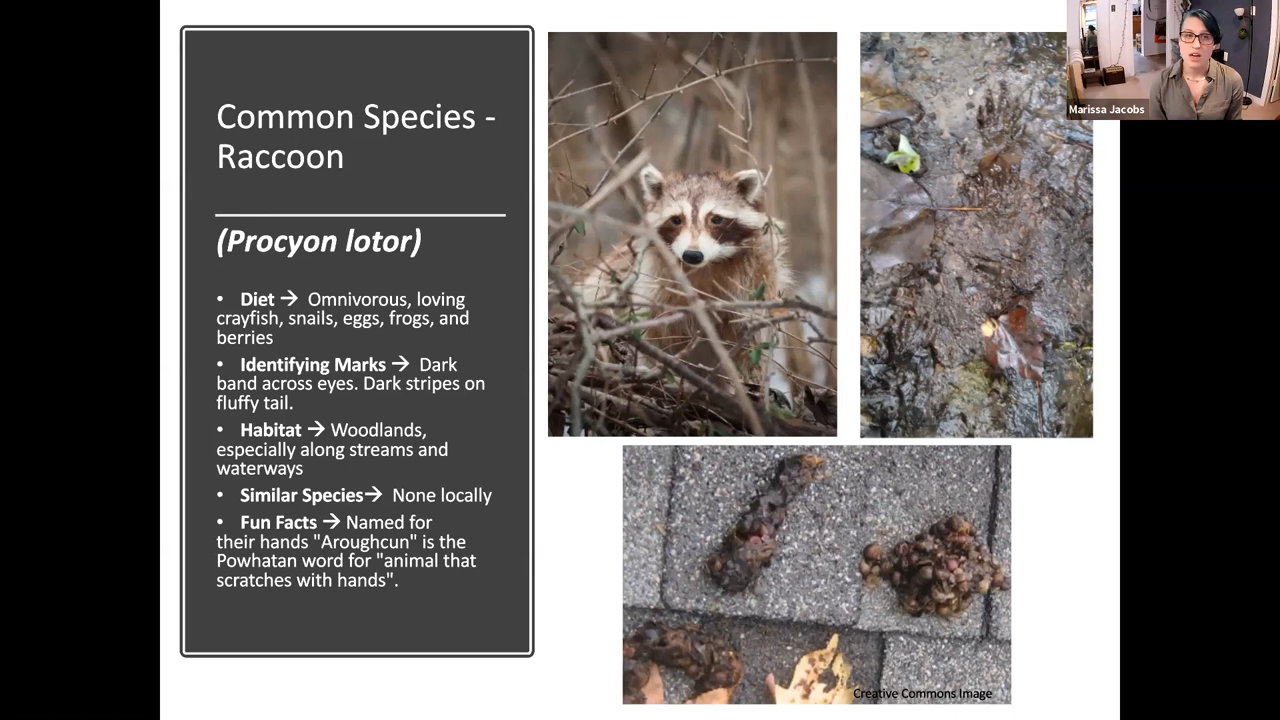 Common Species -
Raccoon
(Procyon lotor)
• Diet → Omnivorous, loving
crayfish, snails, eggs, frogs, and
berries
• Identifying Marks → Dark
band across eyes. Dark stripes on
fluffy tail.
• Habitat → Woodlands,
especially along streams and
waterways
• Similar Species→ None locally
• Fun Facts → Named for
their hands "Aroughcun" is the
Powhatan word for "animal that
scratches with hands".
Marissa Jacobs
Creative Commons Image